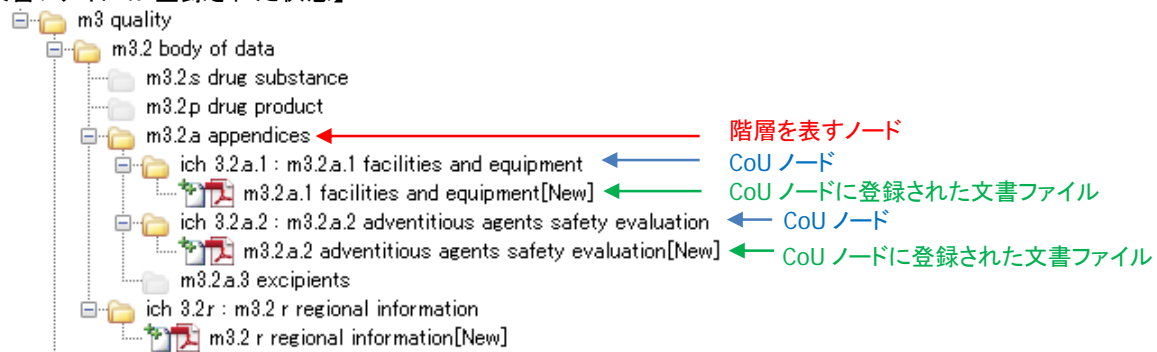 m3 quality
m3.2 body of data
m3.2.s drug substance
m3.2.p drug product
m3.2.a appendices 階層を表すノード
ich 3.2.a.1 : m3.2.a.1 facilities and equipment CoU ノード
m3.2.a.1 facilities and equipment[New] CoU ノードに登録された文書ファイル
ich 3.2.a.2 : m3.2.a.2 adventitious agents safety evaluation CoU ノード
m3.2.a.2 adventitious agents safety evaluation[New] CoU ノードに登録された文書ファイル
m3.2.a.3 excipients
ich 3.2.r : m3.2 r regional information
m3.2 r regional information[New]